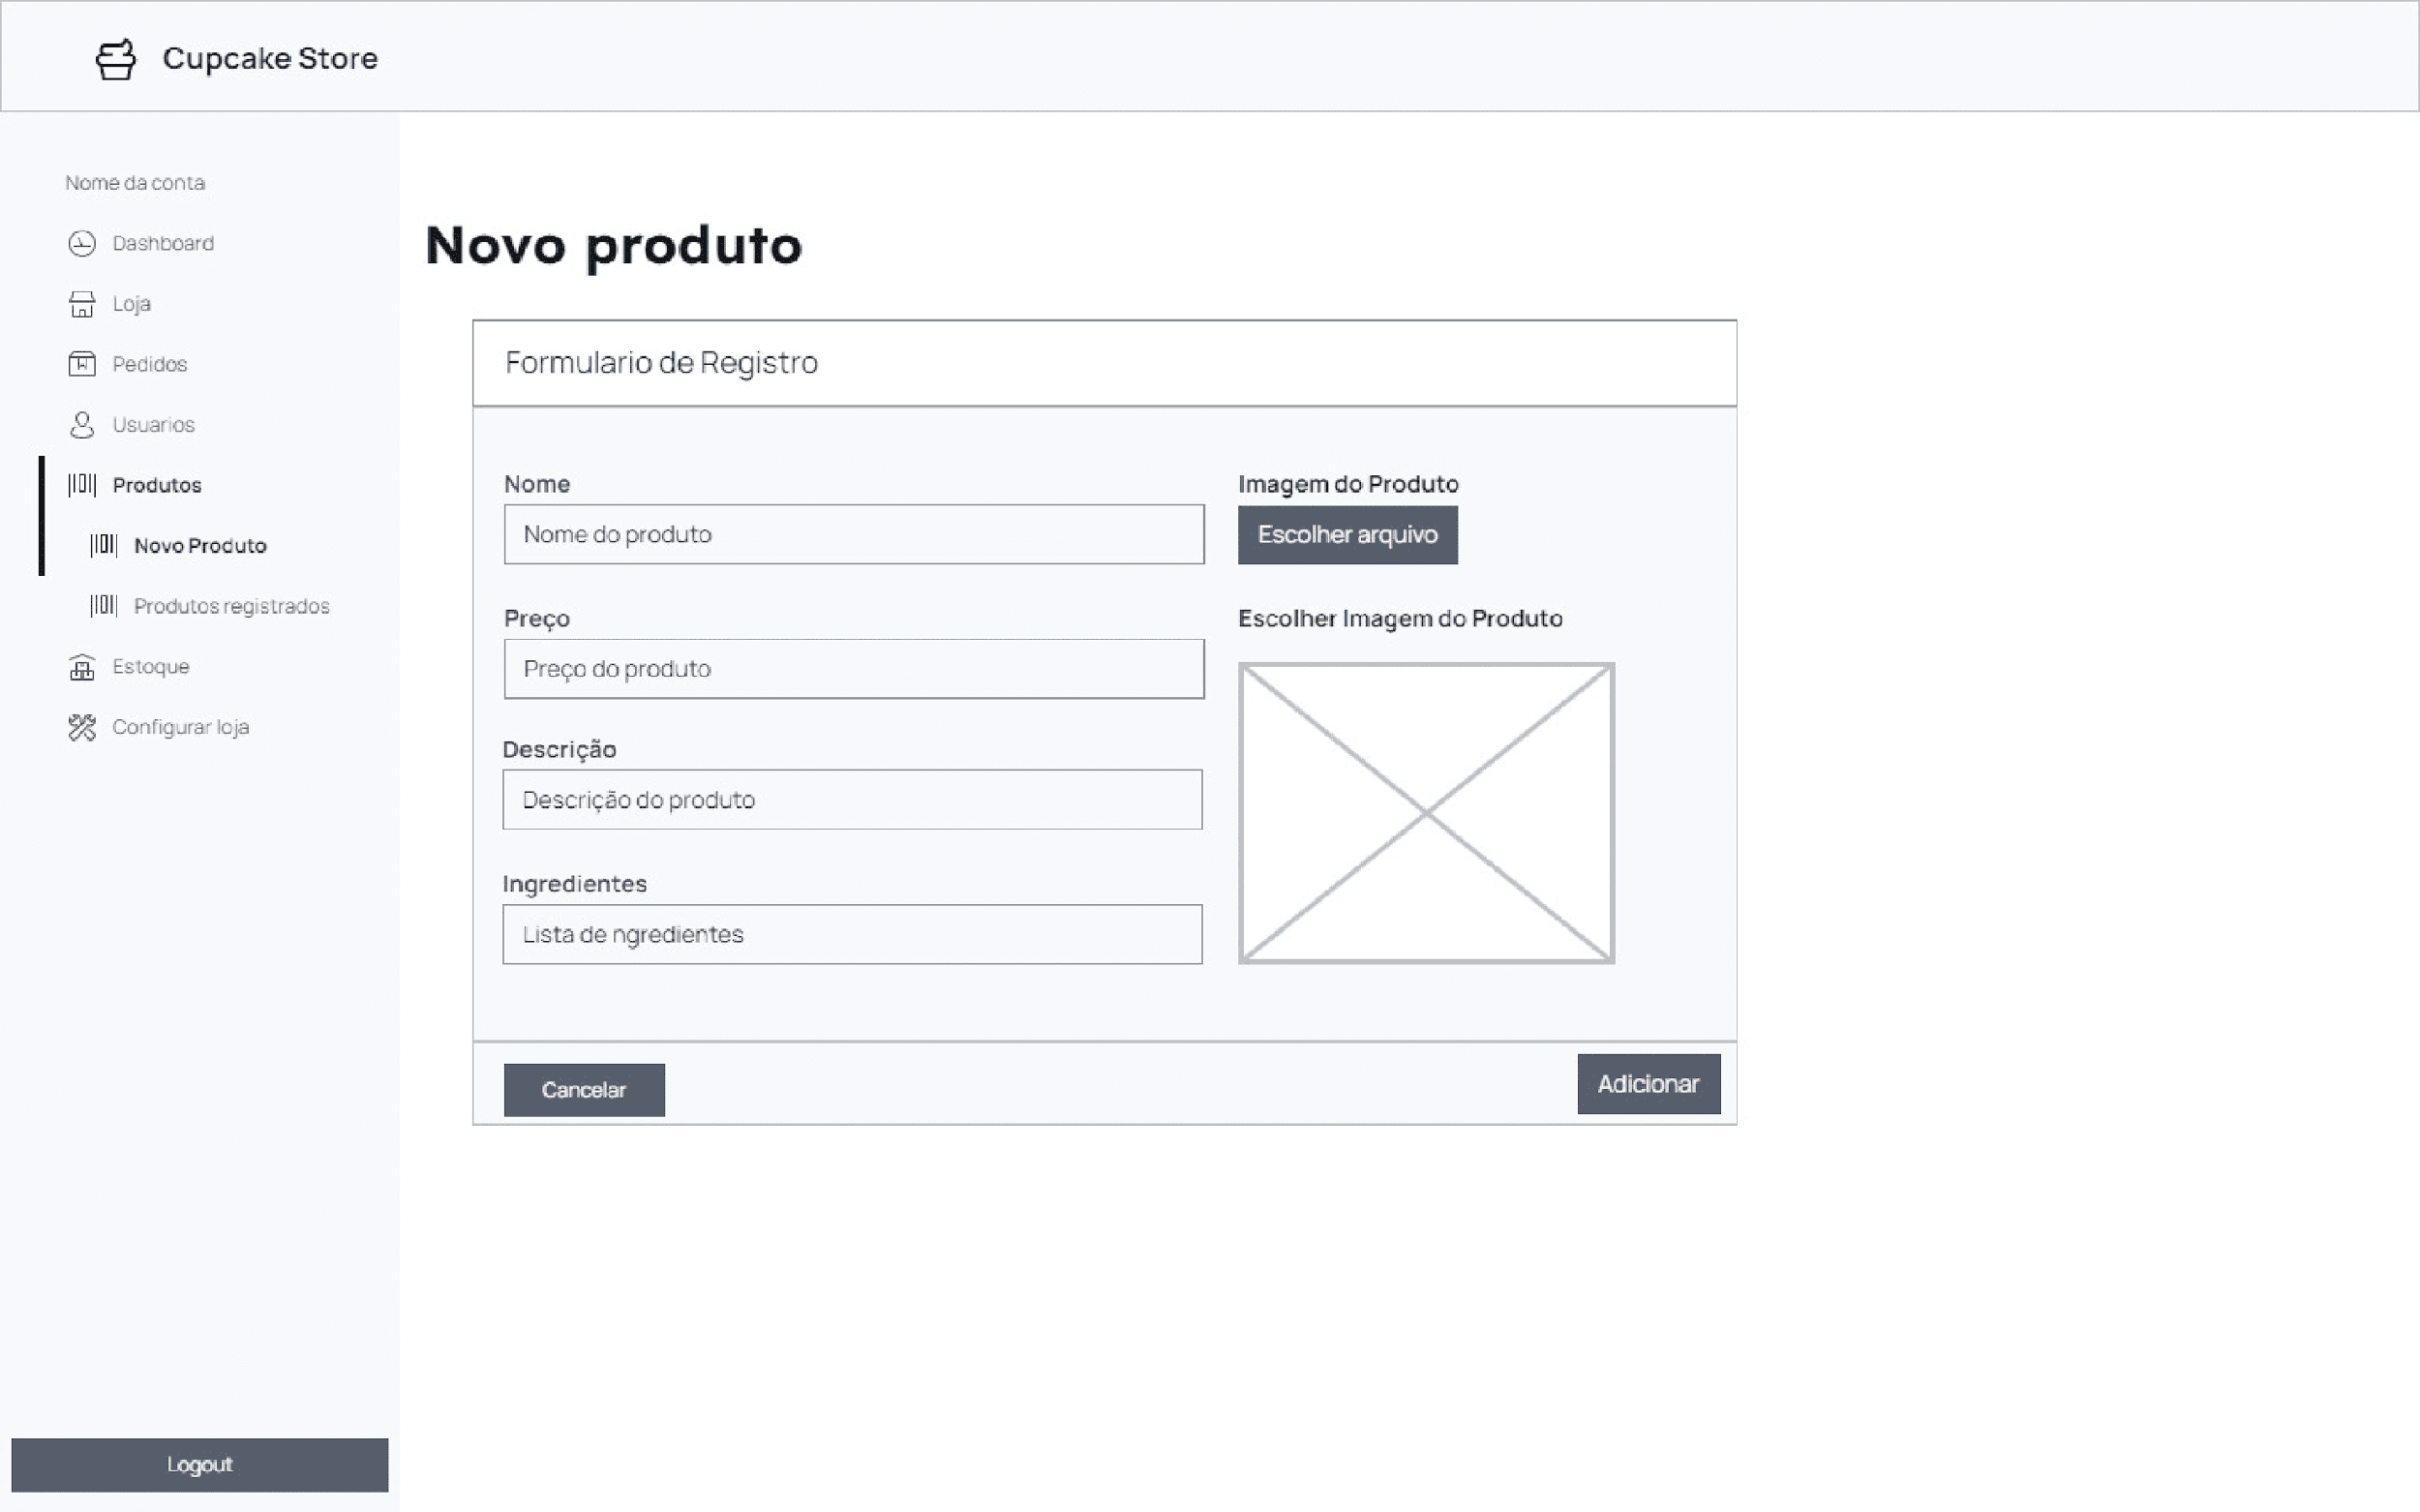 Cupcake Store
Nome da conta
Dashboard
Loja
Pedidos
Usuarios
Produtos
Novo Produto
Produtos registrados
Estoque
Configurar loja
Logout
Novo produto
Formulario de Registro
Nome
Nome do produto
Preço
Preço do produto
Descrição
Descrição do produto
Ingredientes
Lista de ngredientes
Imagem do Produto
Escolher arquivo
Escolher Imagem do Produto
Cancelar
Adicionar